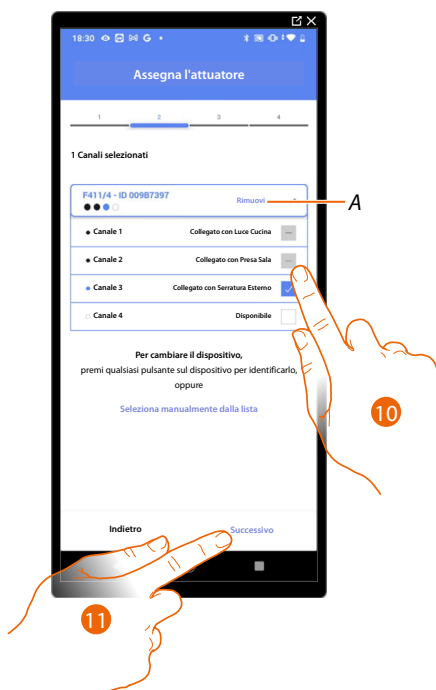 18:30 G
Assegna l'attuatore
1 2 3 4
1 Canali selezionati
F411/4 - ID 009B7397
Rimuovi
A
Canale 1 Collegato con Luce Cucina
Canale 2 Collegato con Presa Sala
Canale 3 Collegato con Serratura Esterno
Canale 4 Disponibile
Per cambiare il dispositivo,
premi qualsiasi pulsante sul dispositivo per identificarlo,
oppure
Seleziona manualmente dalla lista
10
Indietro Successivo
11